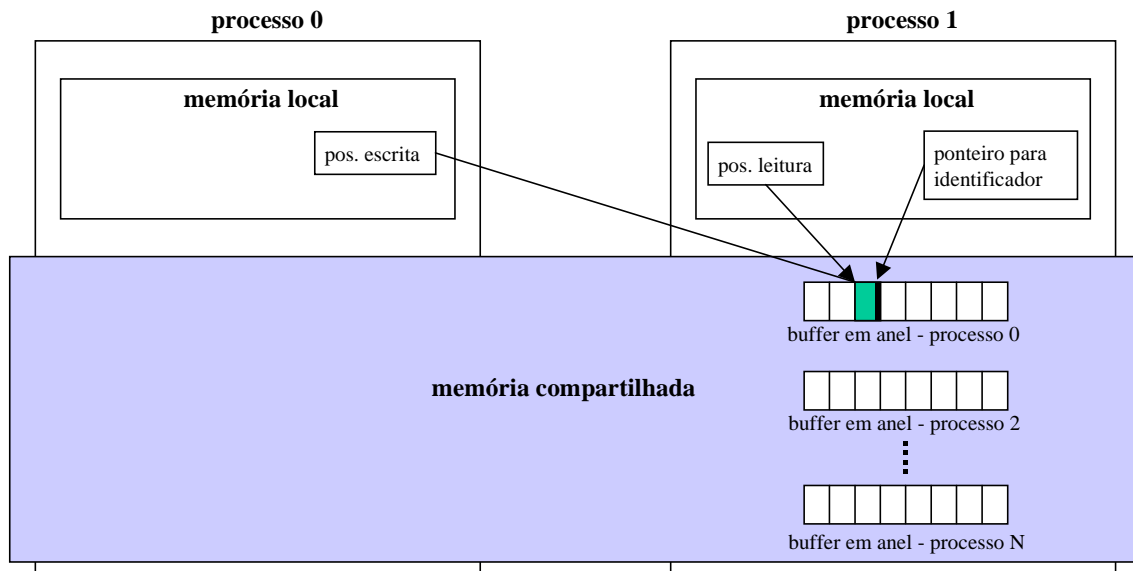 processo 0
processo 1
memória local
memória local
pos. escrita
pos. leitura
ponteiro para
identificador
buffer em anel - processo 0
memória compartilhada
buffer em anel - processo 2
buffer em anel - processo N